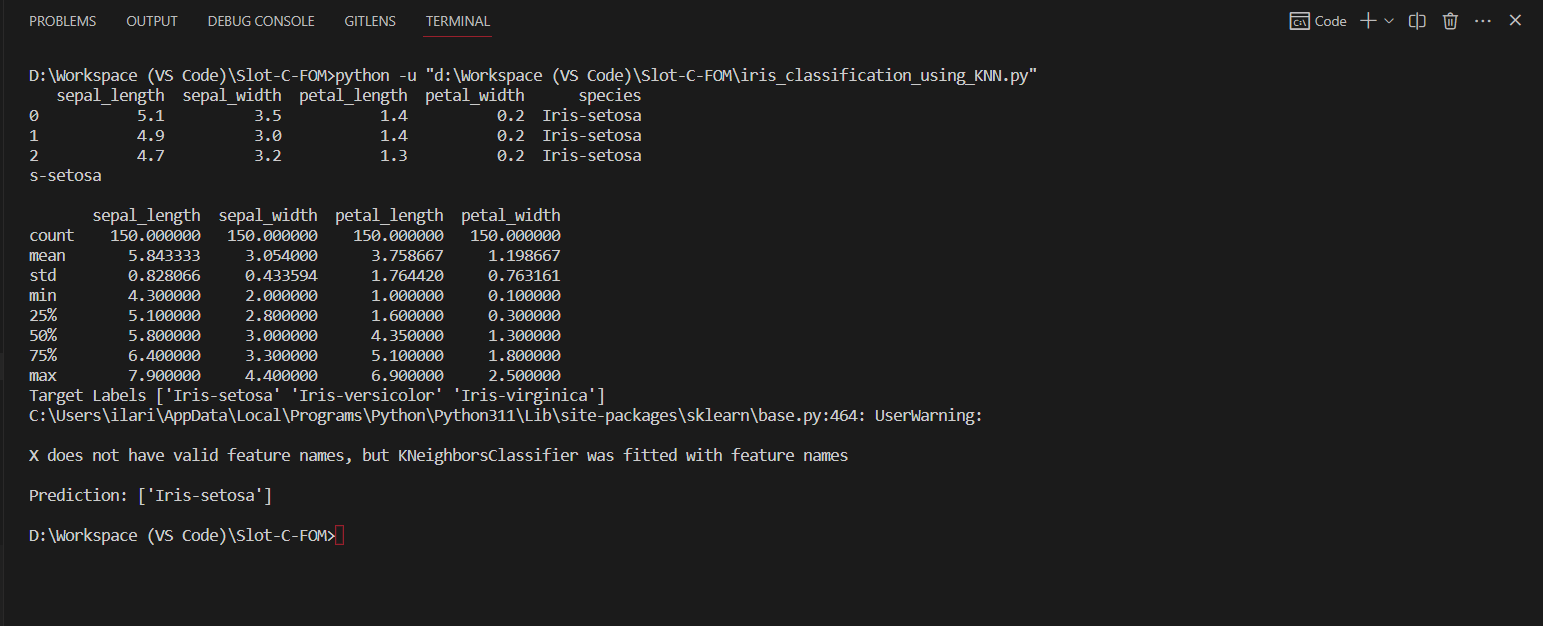 PROBLEMS OUTPUT DEBUG CONSOLE GITLENS TERMINAL Code
D:\Workspace (VS Code)\Slot-C-FOM>python -u "d:\Workspace (VS Code)\Slot-C-FOM\iris_classification_using_KNN.py"
   sepal_length  sepal_width  petal_length  petal_width      species
0           5.1          3.5           1.4          0.2  Iris-setosa
1           4.9          3.0           1.4          0.2  Iris-setosa
2           4.7          3.2           1.3          0.2  Iris-setosa
s-setosa
       sepal_length  sepal_width  petal_length  petal_width
count    150.000000   150.000000    150.000000   150.000000
mean       5.843333     3.054000      3.758667     1.198667
std        0.828066     0.433594      1.764420     0.763161
min        4.300000     2.000000      1.000000     0.100000
25%        5.100000     2.800000      1.600000     0.300000
50%        5.800000     3.000000      4.350000     1.300000
75%        6.400000     3.300000      5.100000     1.800000
max        7.900000     4.400000      6.900000     2.500000
Target Labels ['Iris-setosa' 'Iris-versicolor' 'Iris-virginica']
C:\Users\ilari\AppData\Local\Programs\Python\Python311\Lib\site-packages\sklearn\base.py:464: UserWarning:
X does not have valid feature names, but KNeighborsClassifier was fitted with feature names
Prediction: ['Iris-setosa']
D:\Workspace (VS Code)\Slot-C-FOM>